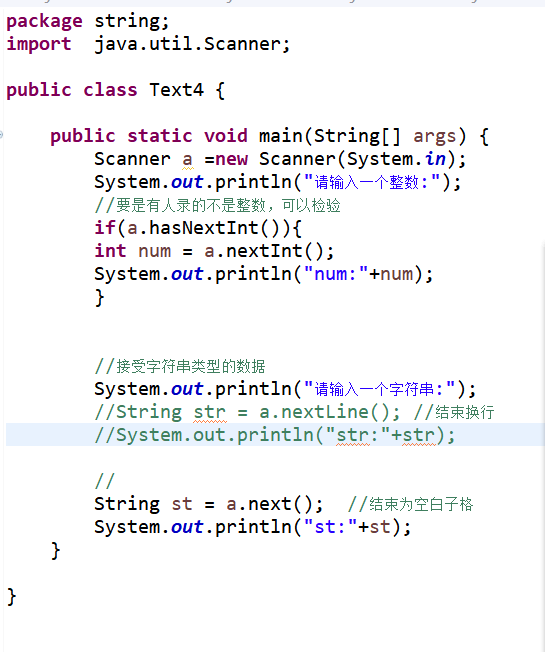 package string;
import  java.util.Scanner;
public class Text4 {
public static void main(String[] args) {
Scanner a =new Scanner(System.in);
System.out.println("请输入一个整数:");
//要是有人录的不是整数，可以检验
if(a.hasNextInt()){
int num = a.nextInt();
System.out.println("num:"+num);
}
//接受字符串类型的数据
System.out.println("请输入一个字符串:");
//String str = a.nextLine(); //结束换行
//System.out.println("str:"+str);
//
String st = a.next();  //结束为空白子格
System.out.println("st:"+st);
}
}